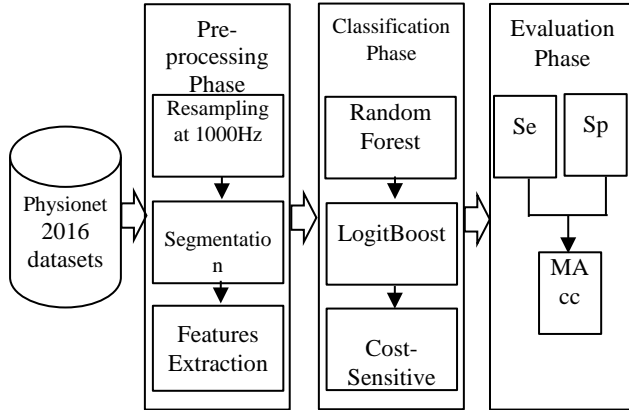 Physionet
2016
datasets
Pre-
processing
Phase
Resampling
at 1000Hz
Segmentatio
n
Features
Extraction
Classification
Phase
Random
Forest
LogitBoost
Cost-
Sensitive
Evaluation
Phase
Se
Sp
MA
cc